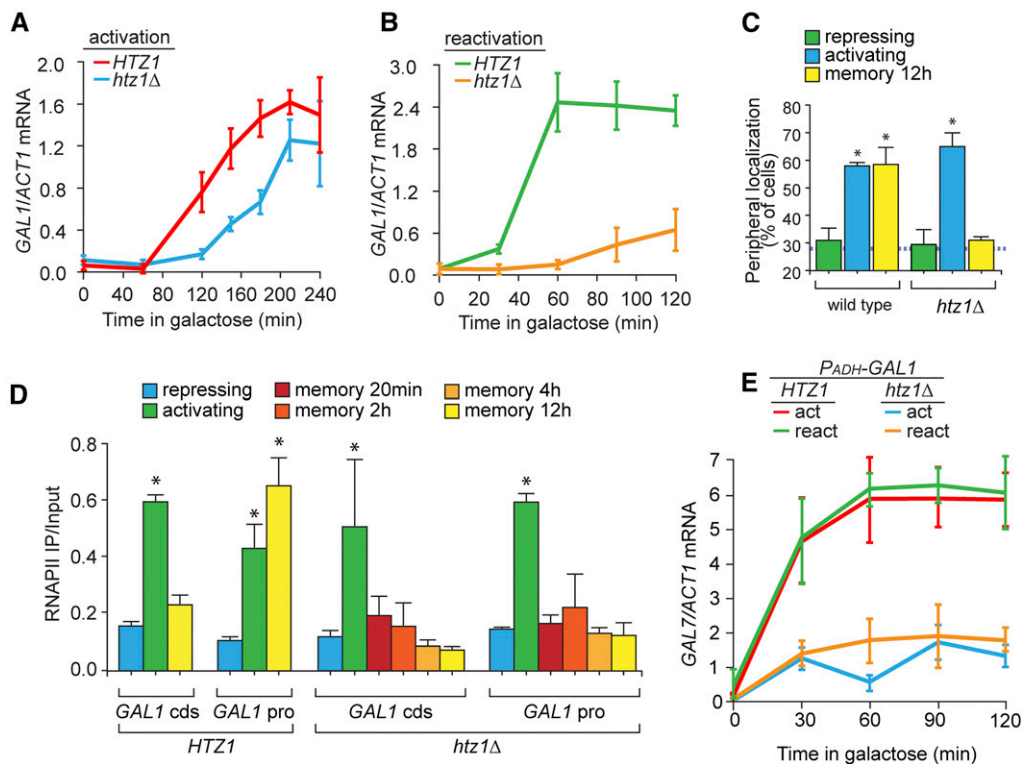 A
activation
HTZ1
htz1Δ
GAL1/ACT1 mRNA
2.0
1.6
1.2
0.8
0.4
0.0
0 40 80 120 160 200 240
Time in galactose (min)
B
reactivation
HTZ1
htz1Δ
GAL1/ACT1 mRNA
3.0
2.4
1.8
1.2
0.6
0.0
0 20 40 60 80 100 120
Time in galactose (min)
C
repressing
activating
memory 12h
Peripheral localization
(% of cells)
80
70
60
50
40
30
20
* * *
wild type htz1Δ
D
repressing
activating
memory 20min
memory 2h
memory 4h
memory 12h
RNAPII IP/Input
0.8
0.6
0.4
0.2
0.0
* * * * *
GAL1 cds GAL1 pro GAL1 cds GAL1 pro
HTZ1 htz1Δ
E
PADH-GAL1
HTZ1 htz1Δ
act act
react react
GAL7/ACT1 mRNA
7
6
5
4
3
2
1
0
0 30 60 90 120
Time in galactose (min)